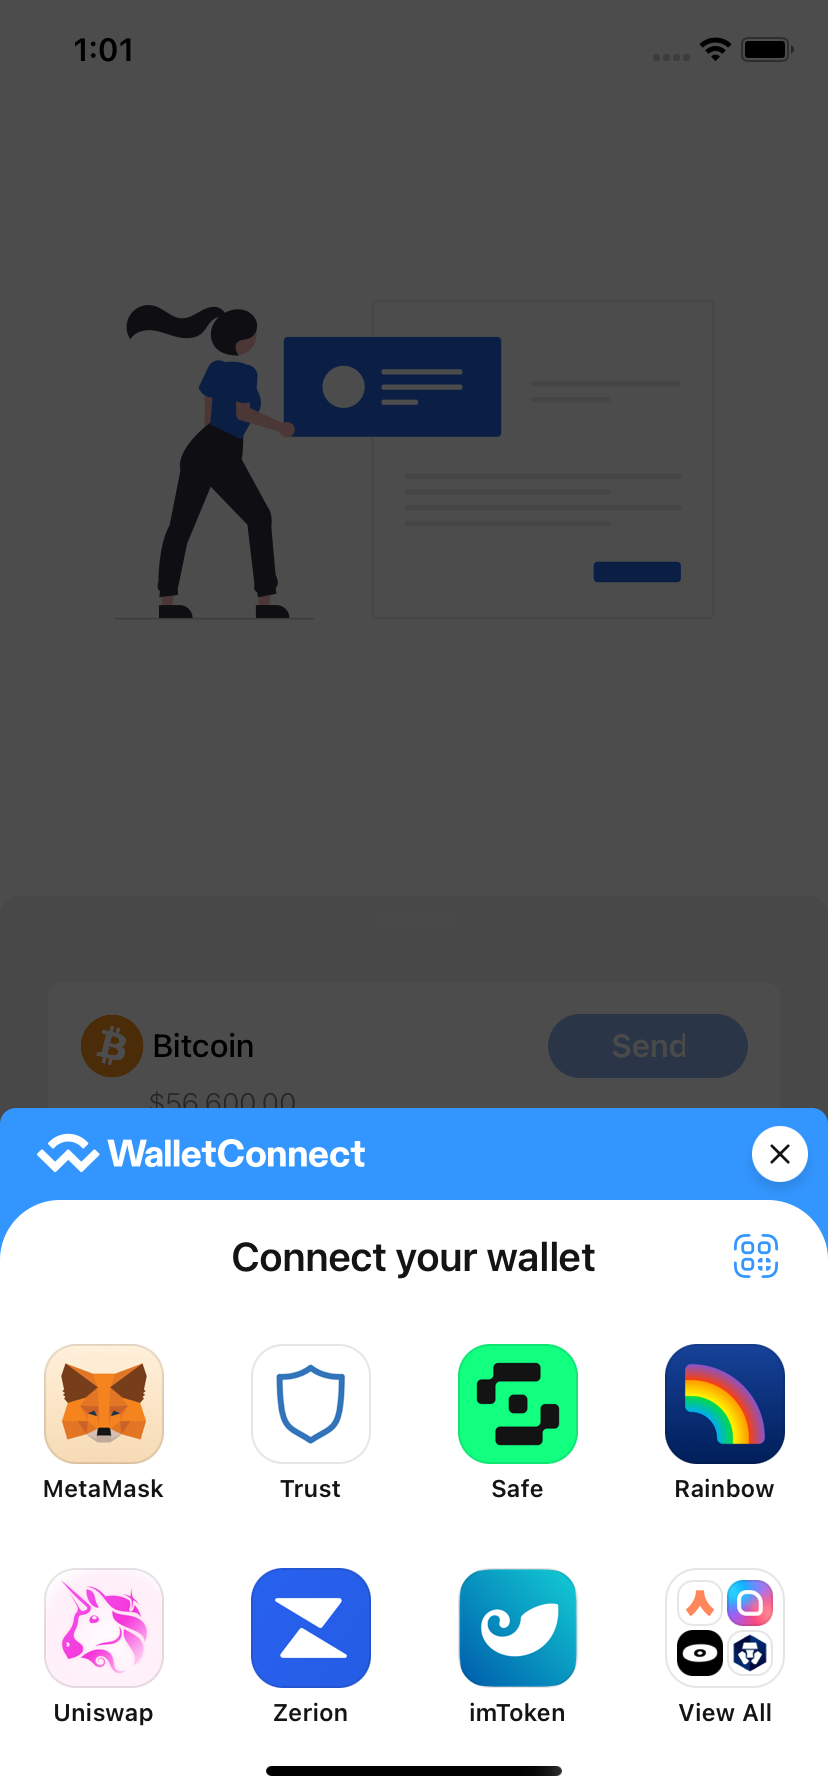 1:01
Bitcoin
Send
$56,600.00
WalletConnect
Connect your wallet
MetaMask
Trust
Safe
Rainbow
Uniswap
Zerion
imToken
View All